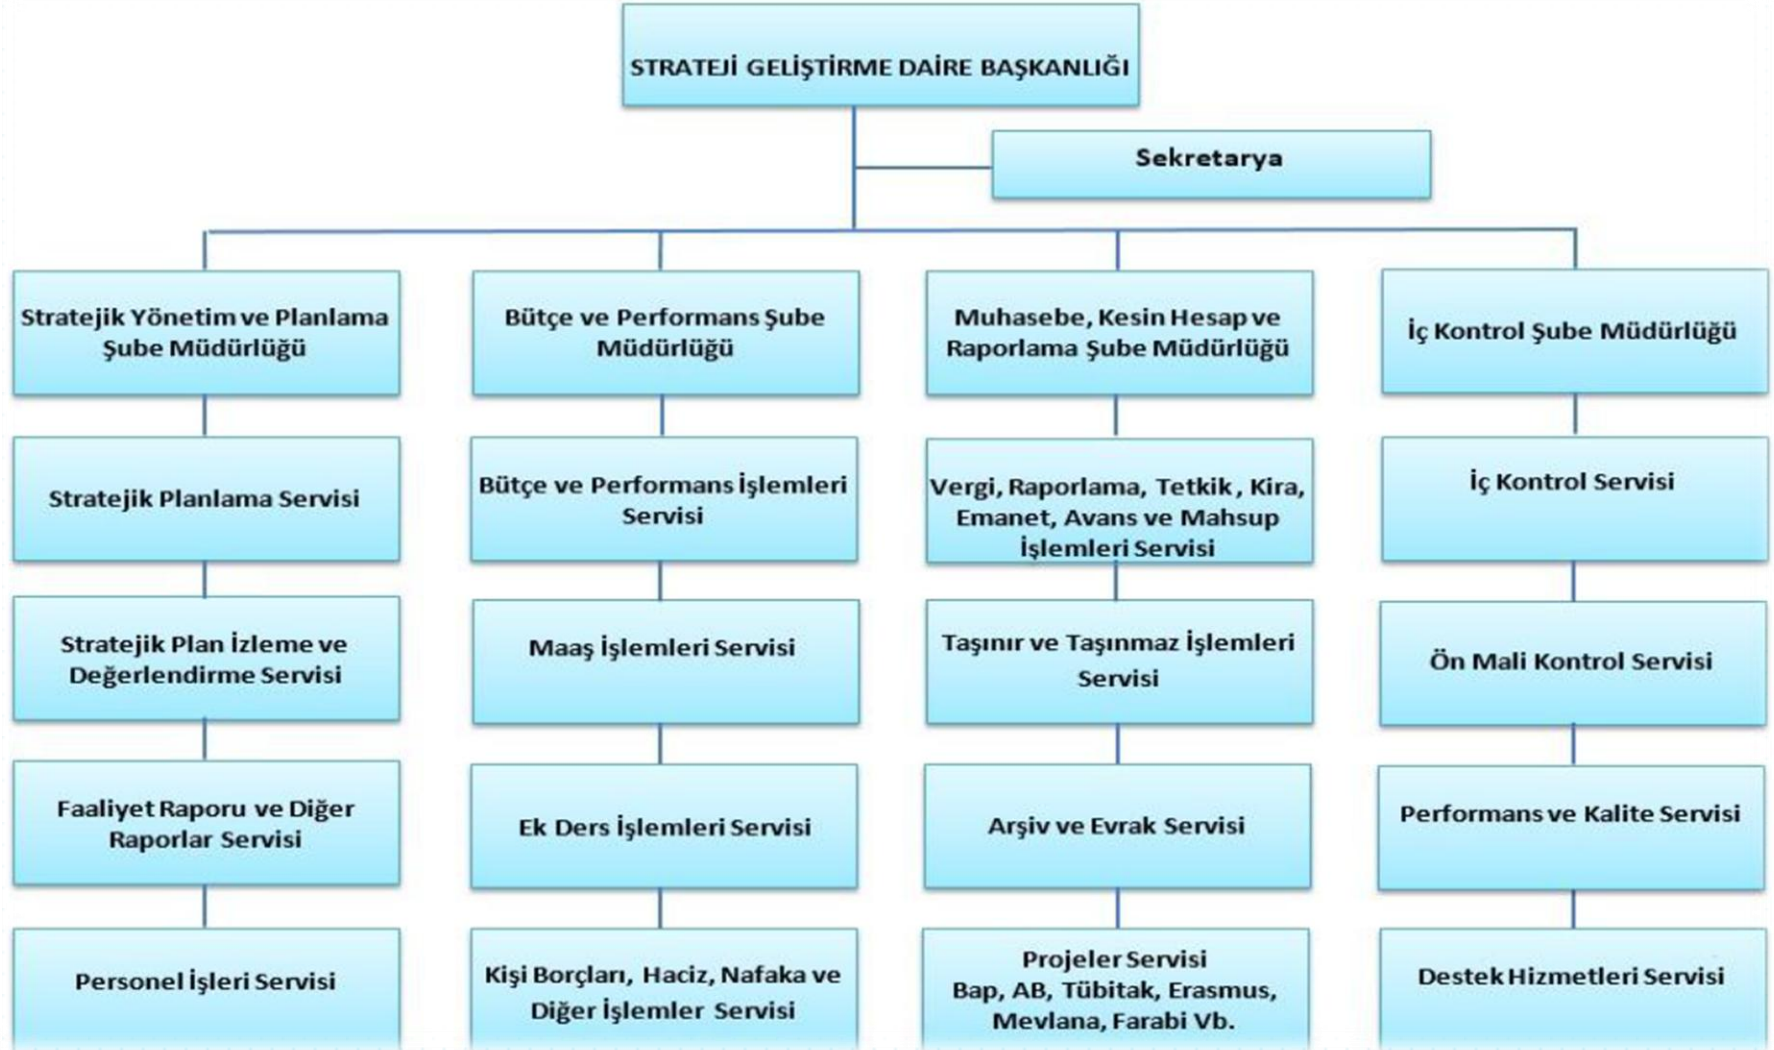 STRATEJİ GELİŞTİRME DAİRE BAŞKANLIĞI
Sekretarya
Stratejik Yönetim ve Planlama
Şube Müdürlüğü
Bütçe ve Performans Şube
Müdürlüğü
Muhasebe, Kesin Hesap ve
Raporlama Şube Müdürlüğü
İç Kontrol Şube Müdürlüğü
Stratejik Planlama Servisi
Bütçe ve Performans İşlemleri
Servisi
Vergi, Raporlama, Tetkik , Kira,
Emanet, Avans ve Mahsup
İşlemleri Servisi
İç Kontrol Servisi
Stratejik Plan İzleme ve
Değerlendirme Servisi
Maaş İşlemleri Servisi
Taşınır ve Taşınmaz İşlemleri
Servisi
Ön Mali Kontrol Servisi
Faaliyet Raporu ve Diğer
Raporlar Servisi
Ek Ders İşlemleri Servisi
Arşiv ve Evrak Servisi
Performans ve Kalite Servisi
Personel İşleri Servisi
Kişi Borçları, Haciz, Nafaka ve
Diğer İşlemler Servisi
Projeler Servisi
Bap, AB, Tübitak, Erasmus,
Mevlana, Farabi Vb.
Destek Hizmetleri Servisi